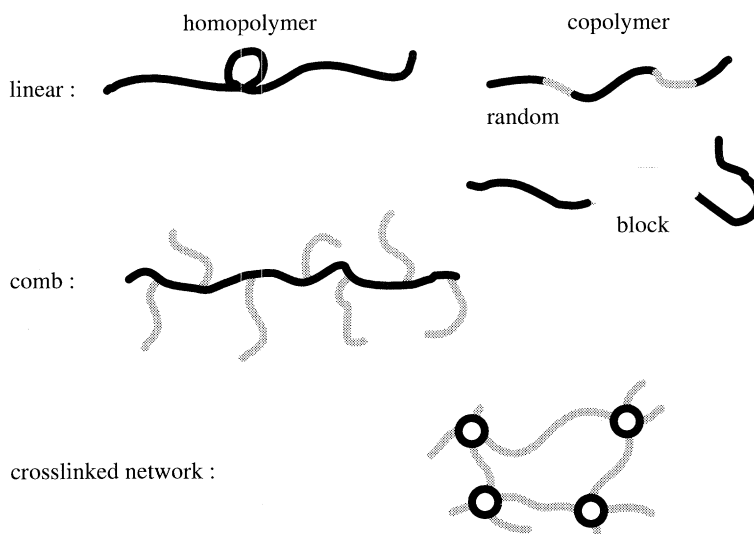 homopolymer
copolymer
linear :
random
block
comb :
crosslinked network :